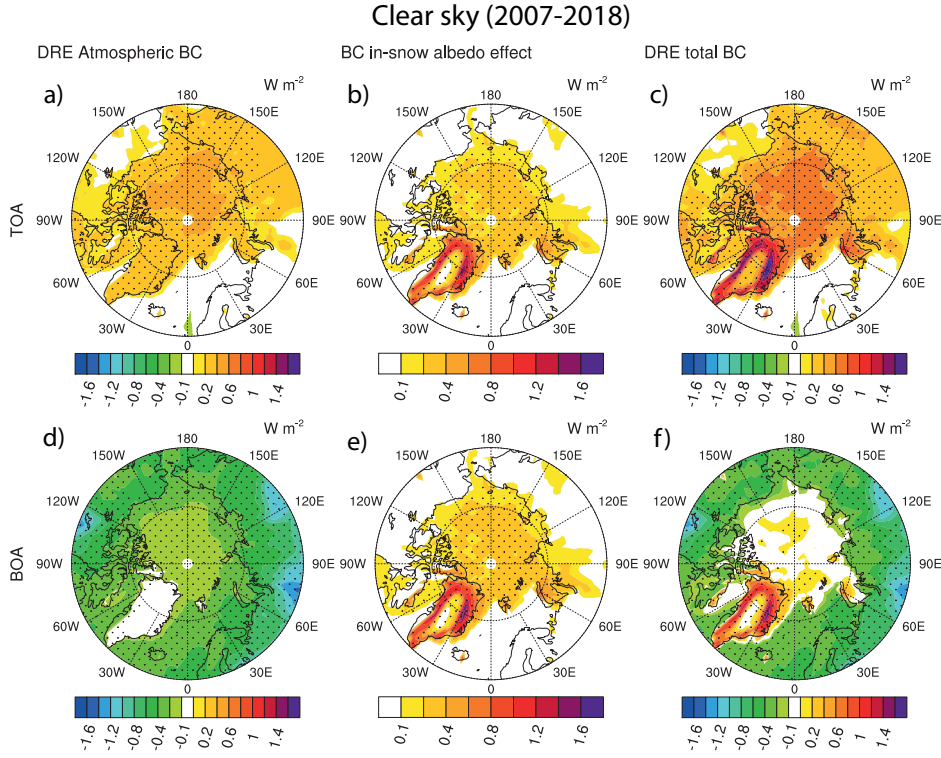 Clear sky (2007-2018)
DRE Atmospheric BC BC in-snow albedo effect DRE total BC
a) W m-2 b) W m-2 c) W m-2
180 180 180
150W 150E 150W 150E 150W 150E
120W 120E 120W 120E 120W 120E
TOA 90W 90E 90W 90E 90W 90E
60W 60E 60W 60E 60W 60E
30W 30E 30W 30E 30W 30E
0 0 0
-1.6 -1.2 -0.8 -0.4 -0.1 0.2 0.6 1 1.4 0.1 0.4 0.8 1.2 1.6 -1.6 -1.2 -0.8 -0.4 -0.1 0.2 0.6 1 1.4
d) W m-2 e) W m-2 f) W m-2
180 180 180
150W 150E 150W 150E 150W 150E
120W 120E 120W 120E 120W 120E
BOA 90W 90E 90W 90E 90W 90E
60W 60E 60W 60E 60W 60E
30W 30E 30W 30E 30W 30E
0 0 0
-1.6 -1.2 -0.8 -0.4 -0.1 0.2 0.6 1 1.4 0.1 0.4 0.8 1.2 1.6 -1.6 -1.2 -0.8 -0.4 -0.1 0.2 0.6 1 1.4